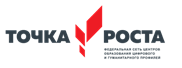 ТОЧКА РОСТА
ФЕДЕРАЛЬНАЯ СЕТЬ ЦЕНТРОВ
ОБРАЗОВАНИЯ ЦИФРОВОГО
И ГУМАНИТАРНОГО ПРОФИЛЕЙ